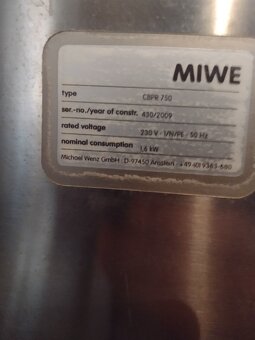 MIWE
type CBPR 750
ser.-no./year of constr. 430/2009
rated voltage 230 V - 1/N/PE - 50 Hz
nominal consumption 1,6 kW
Michael Wenz GmbH · D-97450 Arnstein · +49 (0) 9363-680